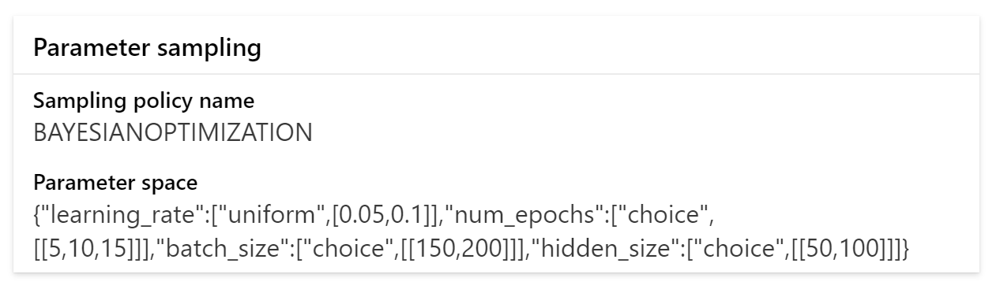 Parameter sampling
Sampling policy name
BAYESIANOPTIMIZATION
Parameter space
{"learning_rate":["uniform",[0.05,0.1]],"num_epochs":["choice",
[[5,10,15]]],"batch_size":["choice",[[150,200]]],"hidden_size":["choice",[[50,100]]]}